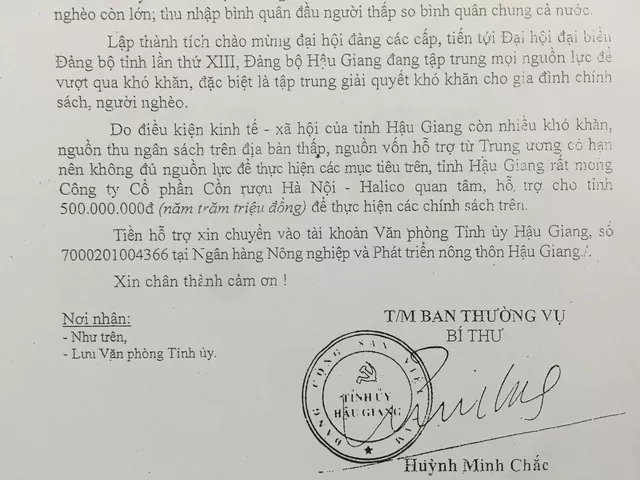 nghèo còn lớn; thu nhập bình quân đầu người thấp so bình quân chung cả nước.
Lập thành tích chào mừng đại hội đảng các cấp, tiến tới Đại hội đại biểu
Đảng bộ tỉnh lần thứ XIII, Đảng bộ Hậu Giang đang tập trung mọi nguồn lực để
vượt qua khó khăn, đặc biệt là tập trung giải quyết khó khăn cho gia đình chính
sách, người nghèo.
Do điều kiện kinh tế - xã hội của tỉnh Hậu Giang còn nhiều khó khăn,
nguồn thu ngân sách trên địa bàn thấp, nguồn vốn hỗ trợ từ Trung ương có hạn
nên không đủ nguồn lực để thực hiện các mục tiêu trên, tỉnh Hậu Giang rất mong
Công ty Cổ phần Cồn rượu Hà Nội - Halico quan tâm, hỗ trợ cho tỉnh
500.000.000đ (năm trăm triệu đồng) để thực hiện các chính sách trên.
Tiền hỗ trợ xin chuyển vào tài khoản Văn phòng Tỉnh ủy Hậu Giang, số
7000201004366 tại Ngân hàng Nông nghiệp và Phát triển nông thôn Hậu Giang./.
Xin chân thành cảm ơn !
Nơi nhận:
- Như trên,
- Lưu Văn phòng Tỉnh ủy.
T/M BAN THƯỜNG VỤ
BÍ THƯ
ĐẢNG CỘNG SẢN VIỆT NAM
TỈNH ỦY
HẬU GIANG
Huỳnh Minh Chắc